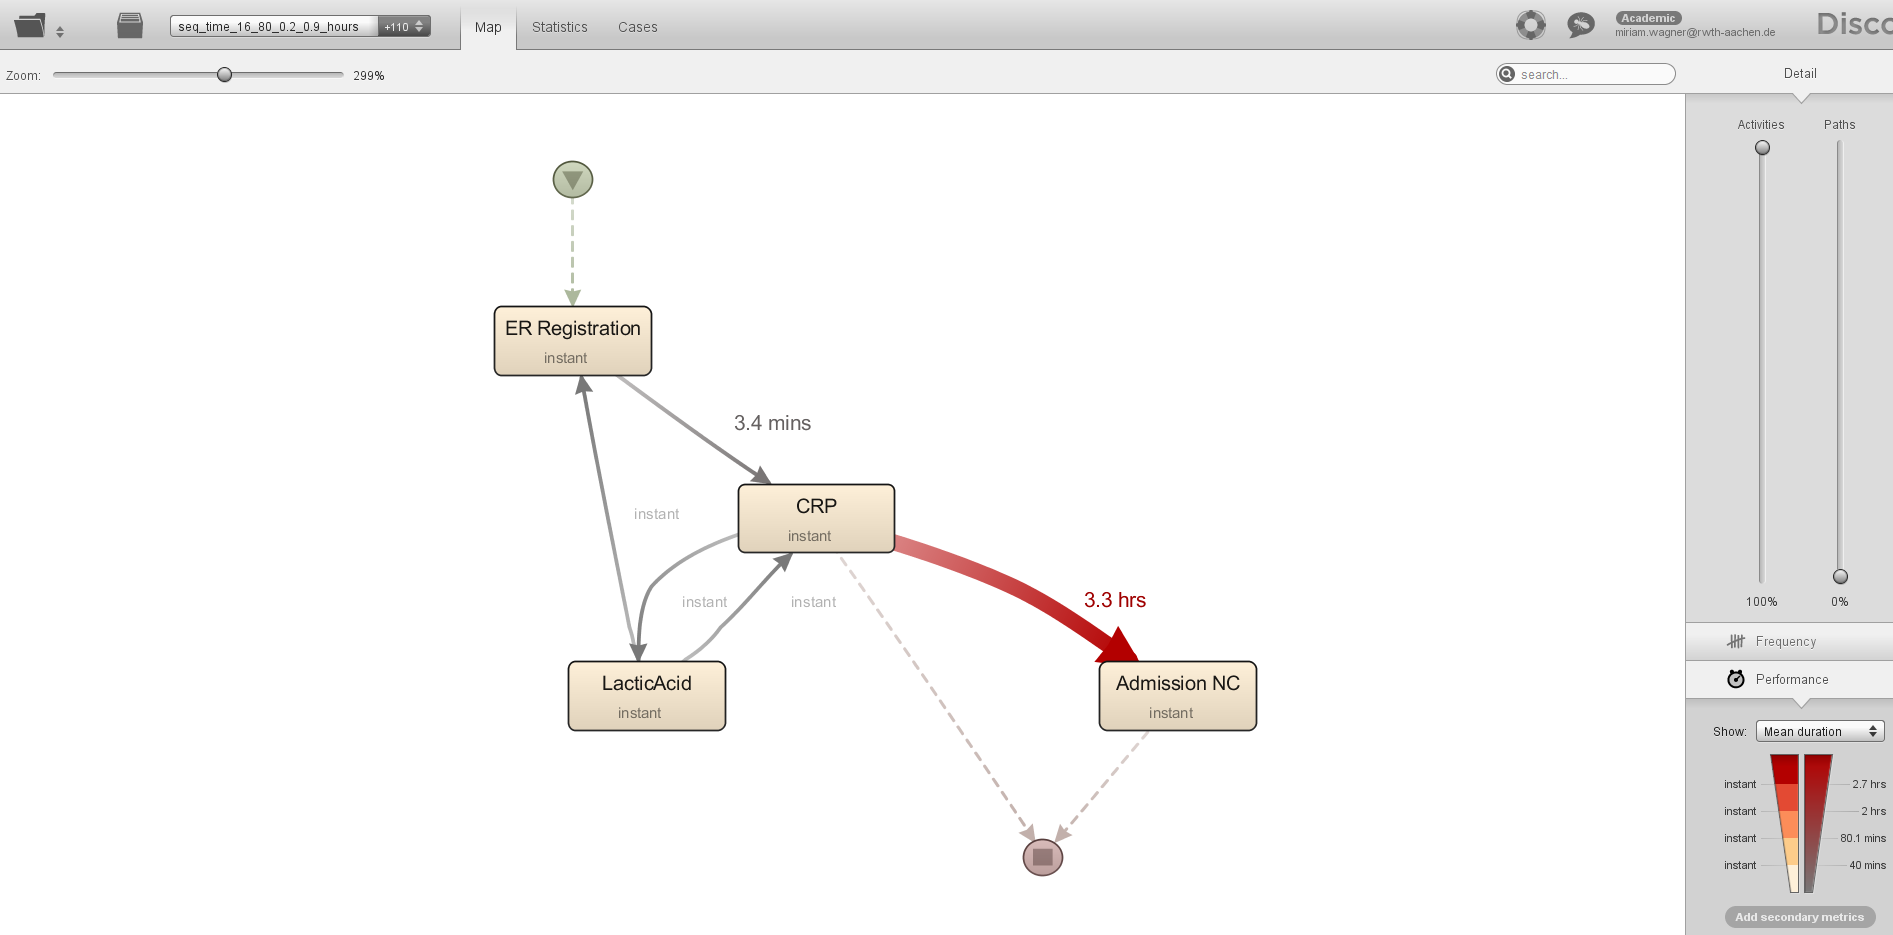 seq_time_16_80_0.2_0.9_hours +110
Map Statistics Cases
Academic
miriam.wagner@rwth-aachen.de
Disco
Zoom: 299%
search...
Detail
Activities Paths
100% 0%
Frequency
Performance
Show: Mean duration
instant 2.7 hrs
instant 2 hrs
instant 80.1 mins
instant 40 mins
Add secondary metrics
ER Registration
instant
3.4 mins
instant
CRP
instant
instant
instant
3.3 hrs
LacticAcid
instant
Admission NC
instant